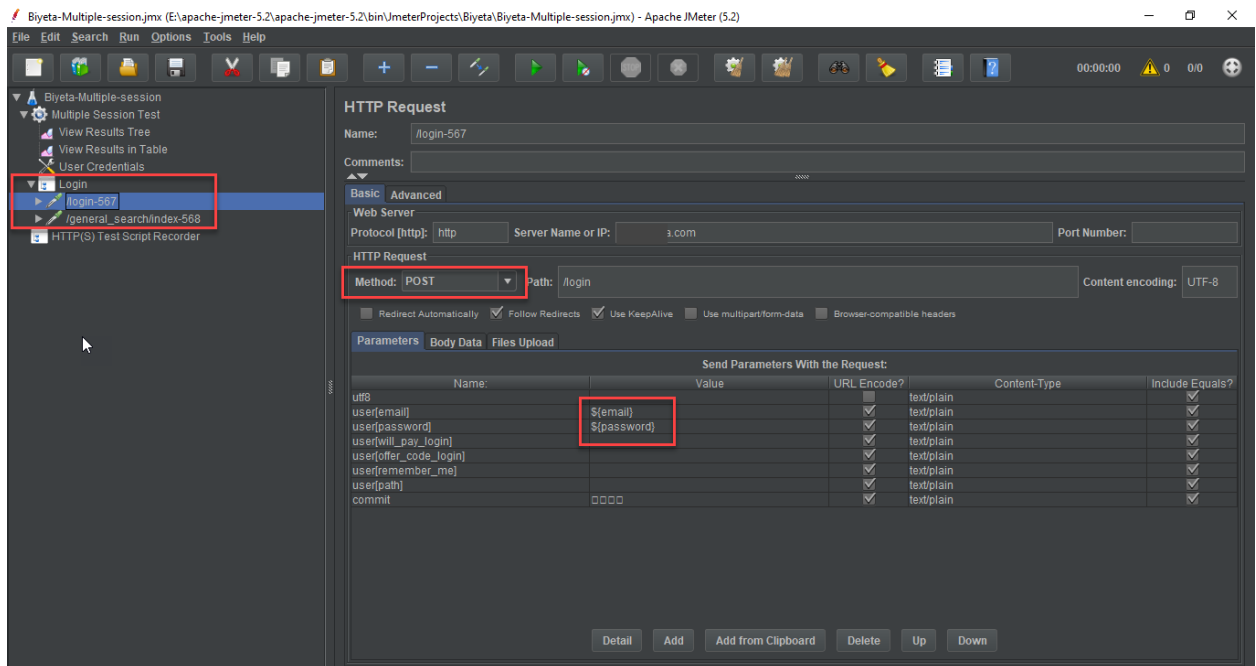 Biyeta-Multiple-session.jmx (E:\apache-jmeter-5.2\apache-jmeter-5.2\bin\JmeterProjects\Biyeta\Biyeta-Multiple-session.jmx) - Apache JMeter (5.2)
File Edit Search Run Options Tools Help
STOP 00:00:00 0 0/0
Biyeta-Multiple-session
Multiple Session Test
View Results Tree
View Results in Table
User Credentials
Login
/login-567
/general_search/index-568
HTTP(S) Test Script Recorder
HTTP Request
Name: /login-567
Comments:
Basic Advanced
Web Server
Protocol [http]: http Server Name or IP: a.com Port Number:
HTTP Request
Method: POST Path: /login Content encoding: UTF-8
Redirect Automatically Follow Redirects Use KeepAlive Use multipart/form-data Browser-compatible headers
Parameters Body Data Files Upload
Send Parameters With the Request:
Name: Value URL Encode? Content-Type Include Equals?
utf8 text/plain
user[email] ${email} text/plain
user[password] ${password} text/plain
user[will_pay_login] text/plain
user[offer_code_login] text/plain
user[remember_me] text/plain
user[path] text/plain
commit □□□□ text/plain
Detail Add Add from Clipboard Delete Up Down